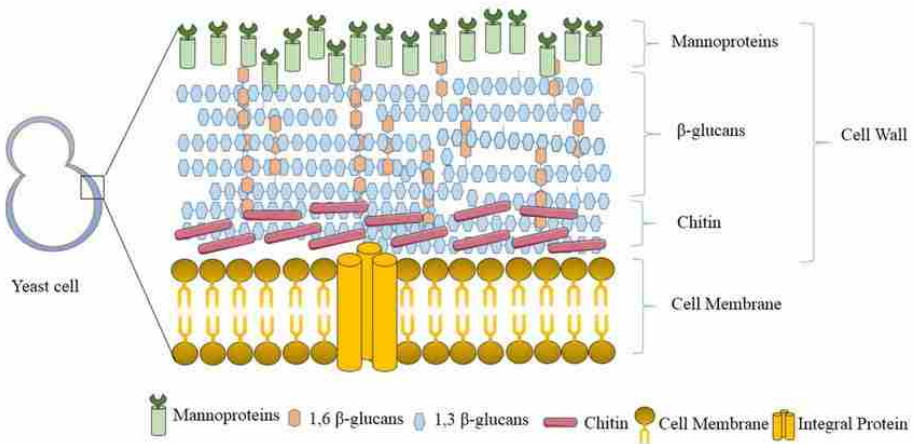 Mannoproteins
β-glucans
Cell Wall
Chitin
Yeast cell
Cell Membrane
Mannoproteins
1,6 β-glucans
1,3 β-glucans
Chitin
Cell Membrane
Integral Protein